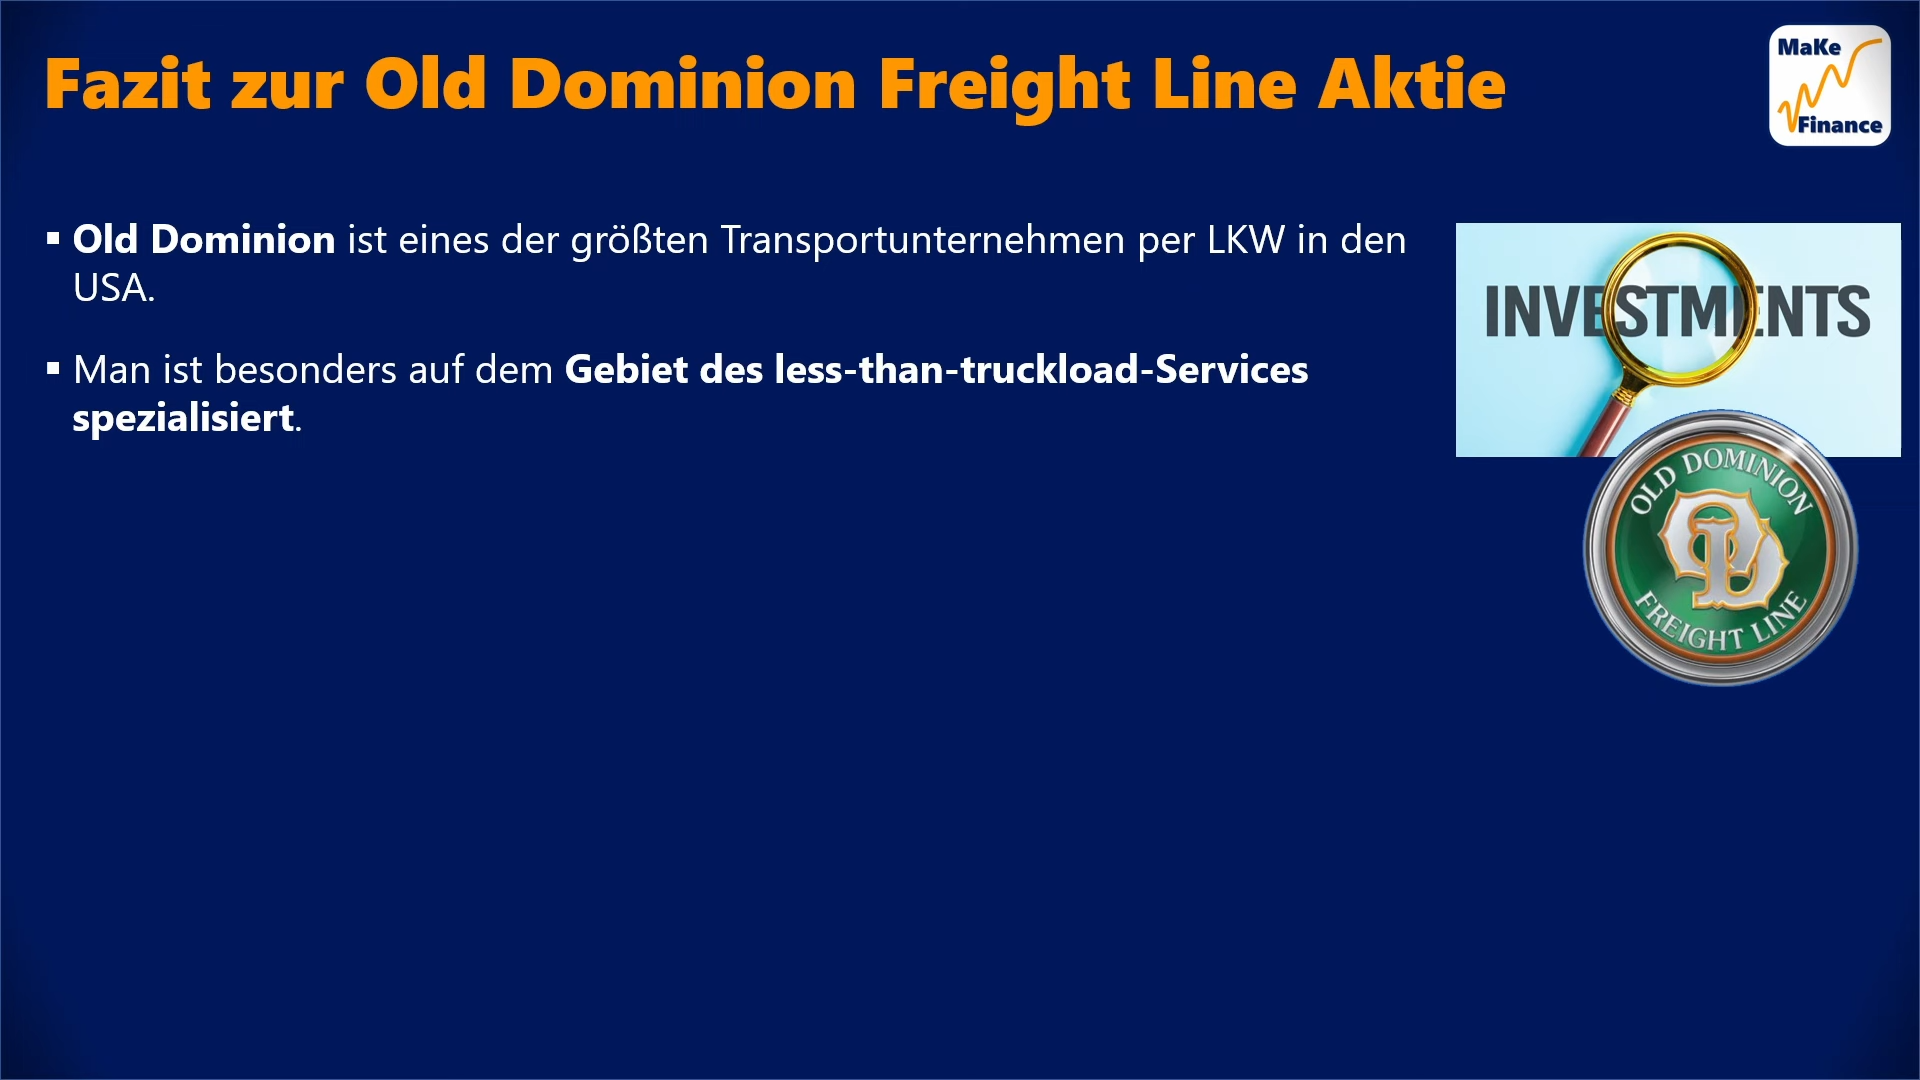 Fazit zur Old Dominion Freight Line Aktie
MaKe
Finance
▪ Old Dominion ist eines der größten Transportunternehmen per LKW in den
USA.
▪ Man ist besonders auf dem Gebiet des less-than-truckload-Services
spezialisiert.
INVESTMENTS
OLD DOMINION
OD
FREIGHT LINE